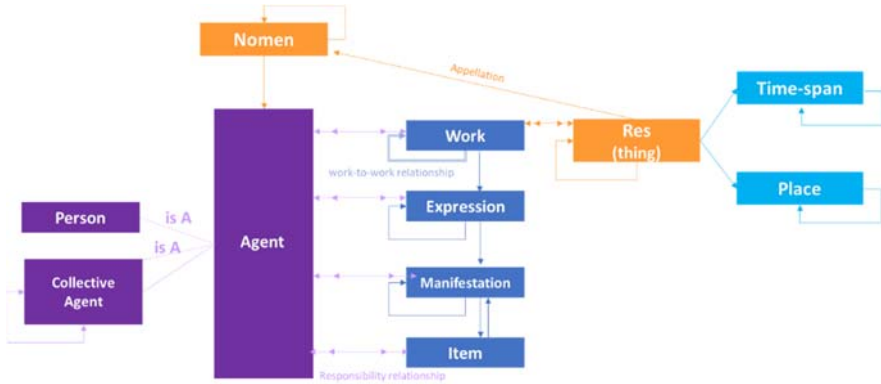 Nomen
Appellation
Time-span
Work
Res
(thing)
work-to-work relationship
Place
Person
is A
Expression
Agent
is A
Collective
Agent
Manifestation
Item
Responsibility relationship